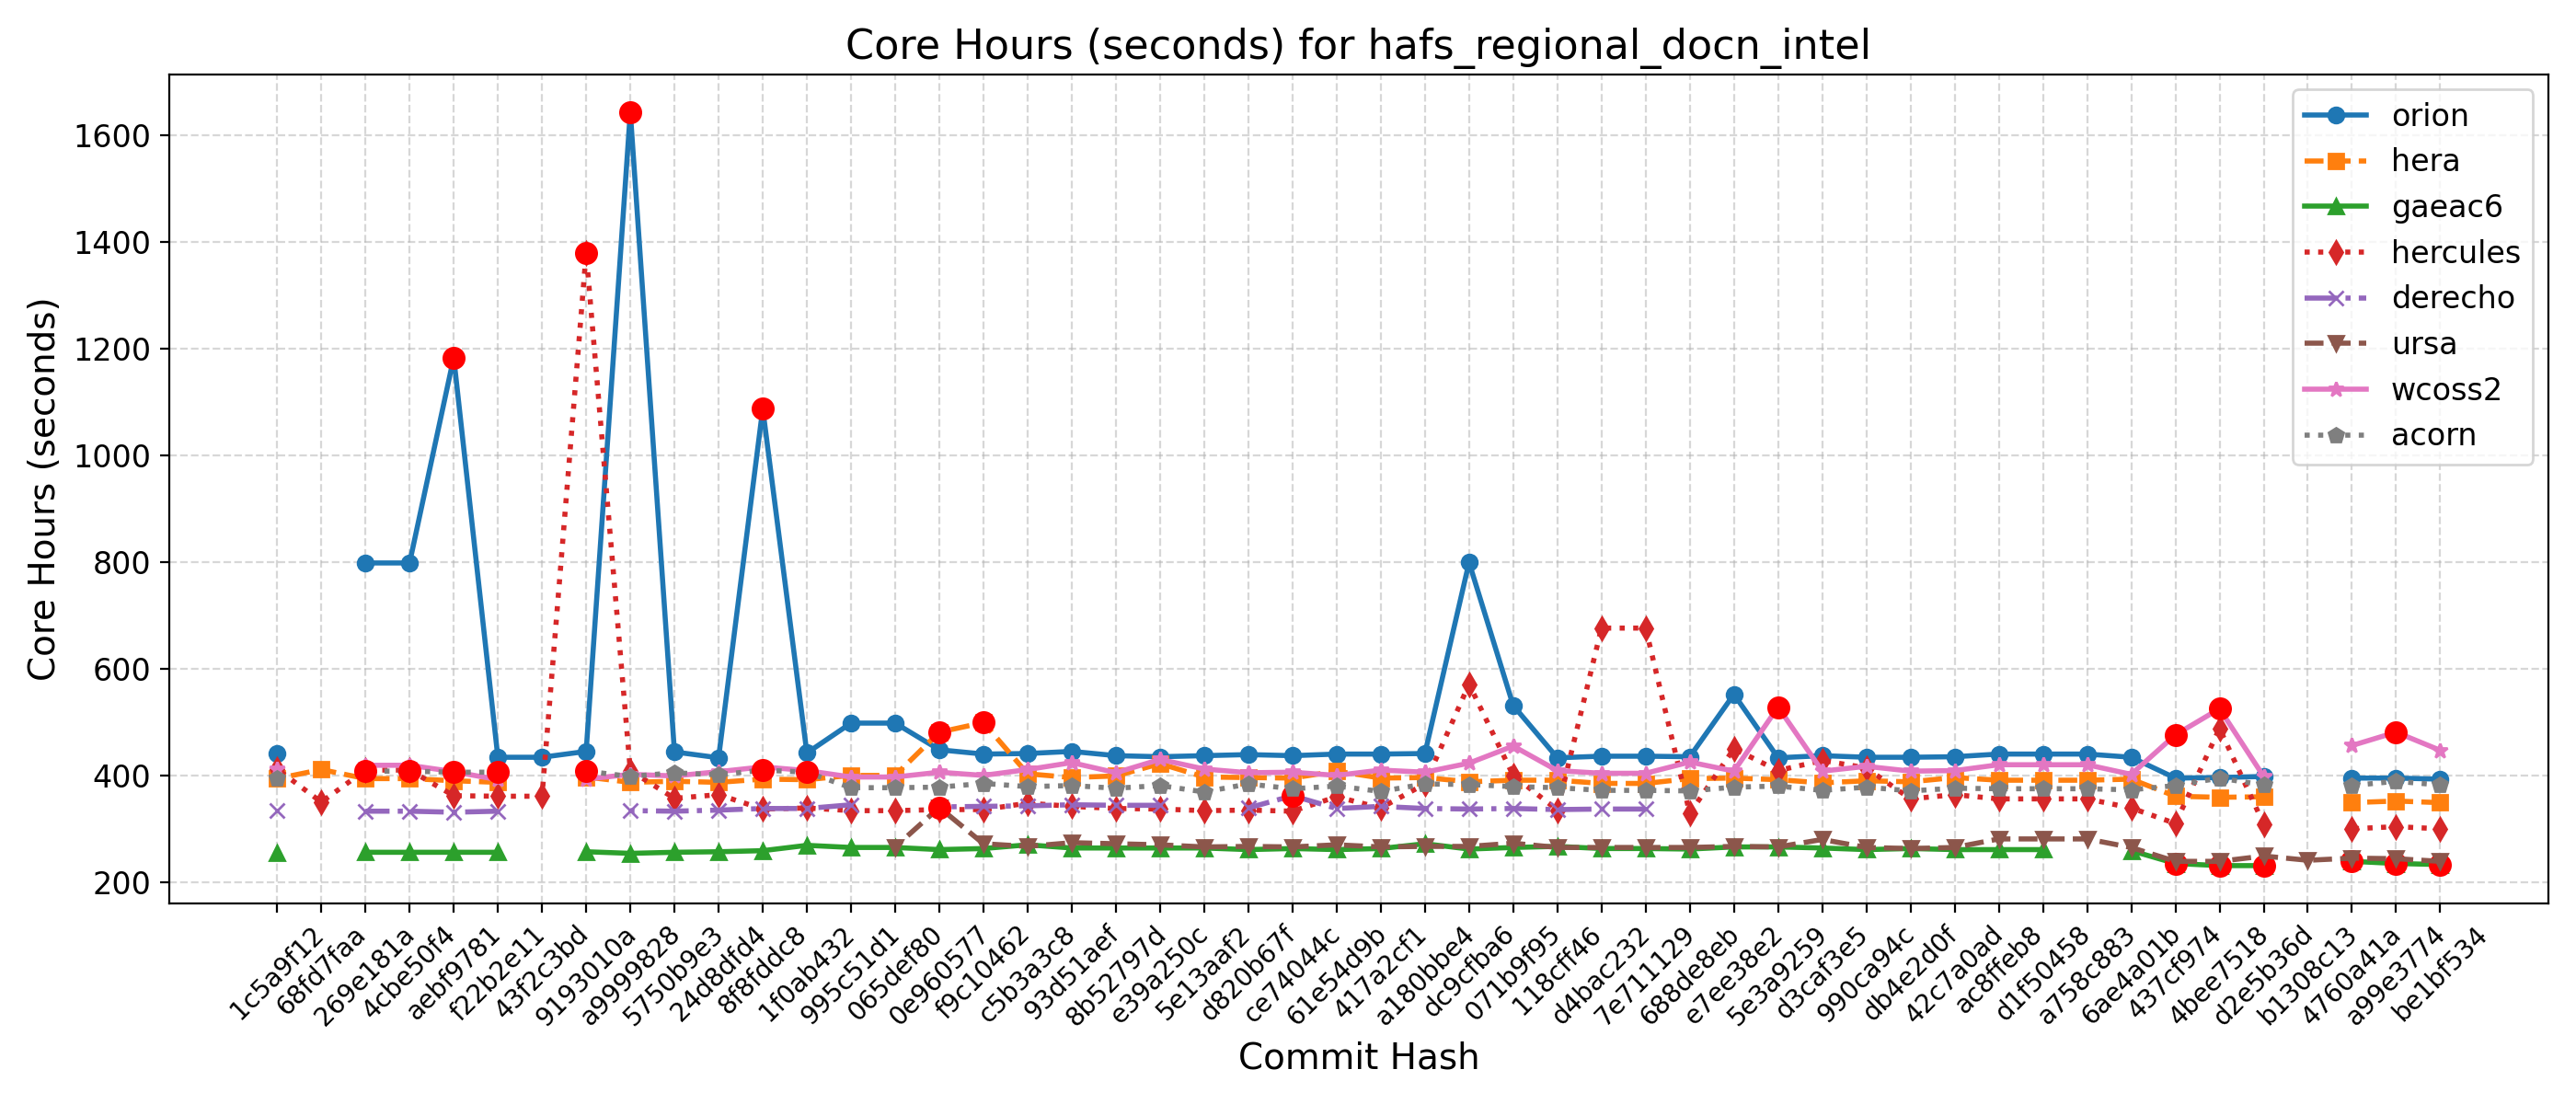 Core Hours (seconds) for hafs_regional_docn_intel
Core Hours (seconds)
1600
1400
1200
1000
800
600
400
200
orion
hera
gaeac6
hercules
derecho
ursa
wcoss2
acorn
1c5a9f12
68fd7faa
269e181a
4cbe50f4
aebf9781
f22b2e11
43f2c3bd
9193010a
a9999828
5750b9e3
24d8dfd4
8f8fddc8
1f0ab432
995c51d1
065def80
0e960577
f9c10462
c5b3a3c8
93d51aef
8b52797d
e39a250c
5e13aaf2
d820b67f
ce74044c
61e54d9b
417a2cf1
a180bbe4
dc9cfba6
071b9f95
118cff46
d4bac232
7e711129
688de8eb
e7ee38e2
5e3a9259
d3caf3e5
990ca94c
db4e2d0f
42c7a0ad
ac8ffeb8
d1f50458
a758c883
6ae4a01b
437cf974
4bee7518
d2e5b36d
b1308c13
4760a41a
a99e3774
be1bf534
Commit Hash